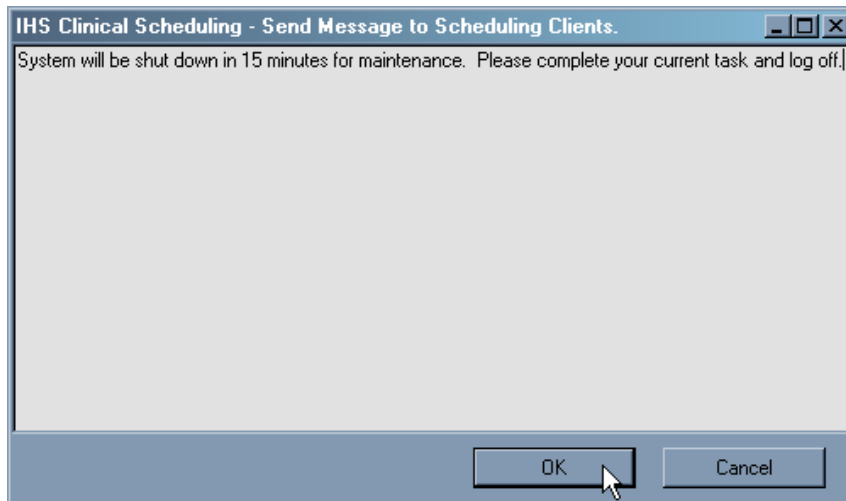 IHS Clinical Scheduling - Send Message to Scheduling Clients.
System will be shut down in 15 minutes for maintenance.  Please complete your current task and log off.
OK
Cancel